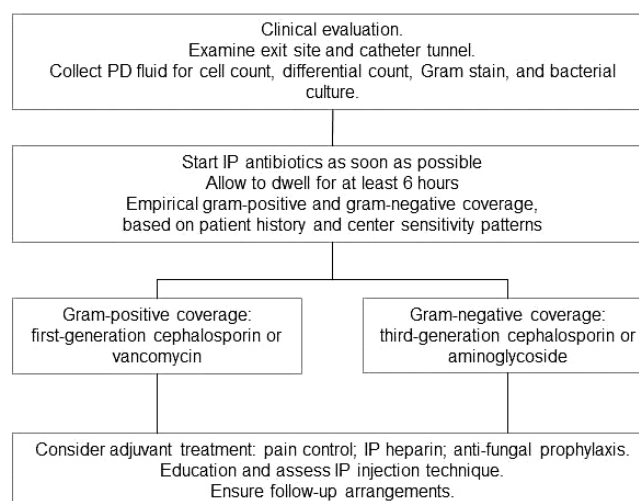 Clinical evaluation.
Examine exit site and catheter tunnel.
Collect PD fluid for cell count, differential count, Gram stain, and bacterial
culture.
Start IP antibiotics as soon as possible
Allow to dwell for at least 6 hours
Empirical gram-positive and gram-negative coverage,
based on patient history and center sensitivity patterns
Gram-positive coverage:
first-generation cephalosporin or
vancomycin
Gram-negative coverage:
third-generation cephalosporin or
aminoglycoside
Consider adjuvant treatment: pain control; IP heparin; anti-fungal prophylaxis.
Education and assess IP injection technique.
Ensure follow-up arrangements.